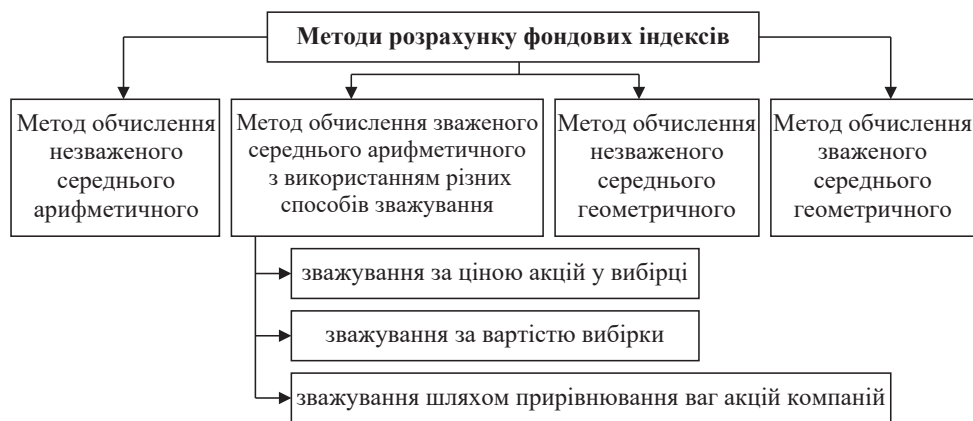 Методи розрахунку фондових індексів
Метод обчислення
незваженого
середнього
арифметичного
Метод обчислення зваженого
середнього арифметичного
з використанням різних
способів зважування
Метод обчислення
незваженого
середнього
геометричного
Метод обчислення
зваженого
середнього
геометричного
зважування за ціною акцій у вибірці
зважування за вартістю вибірки
зважування шляхом прирівнювання ваг акцій компаній